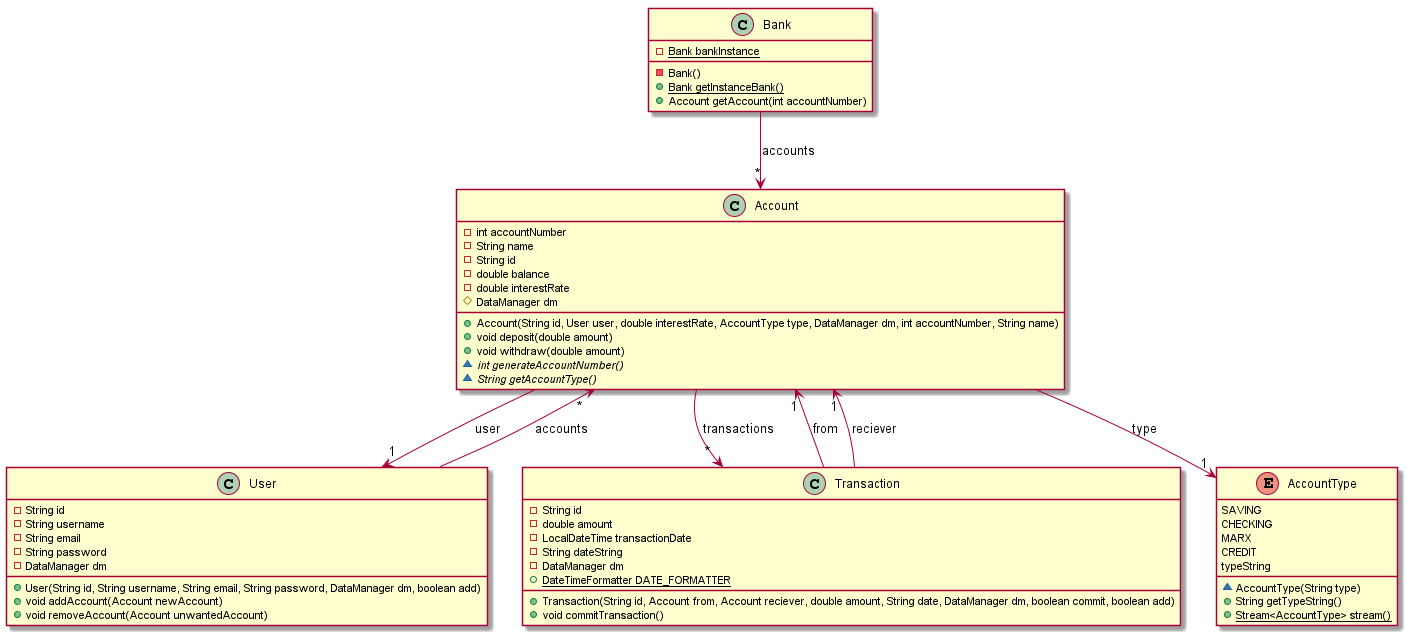 C Bank
Bank bankInstance
Bank()
Bank getInstanceBank()
Account getAccount(int accountNumber)
accounts
*
C Account
int accountNumber
String name
String id
double balance
double interestRate
DataManager dm
Account(String id, User user, double interestRate, AccountType type, DataManager dm, int accountNumber, String name)
void deposit(double amount)
void withdraw(double amount)
int generateAccountNumber()
String getAccountType()
user
1
accounts
*
transactions
*
from
1
reciever
1
type
1
C User
String id
String username
String email
String password
DataManager dm
User(String id, String username, String email, String password, DataManager dm, boolean add)
void addAccount(Account newAccount)
void removeAccount(Account unwantedAccount)
C Transaction
String id
double amount
LocalDateTime transactionDate
String dateString
DataManager dm
DateTimeFormatter DATE_FORMATTER
Transaction(String id, Account from, Account reciever, double amount, String date, DataManager dm, boolean commit, boolean add)
void commitTransaction()
E AccountType
SAVING
CHECKING
MARX
CREDIT
typeString
AccountType(String type)
String getTypeString()
Stream<AccountType> stream()